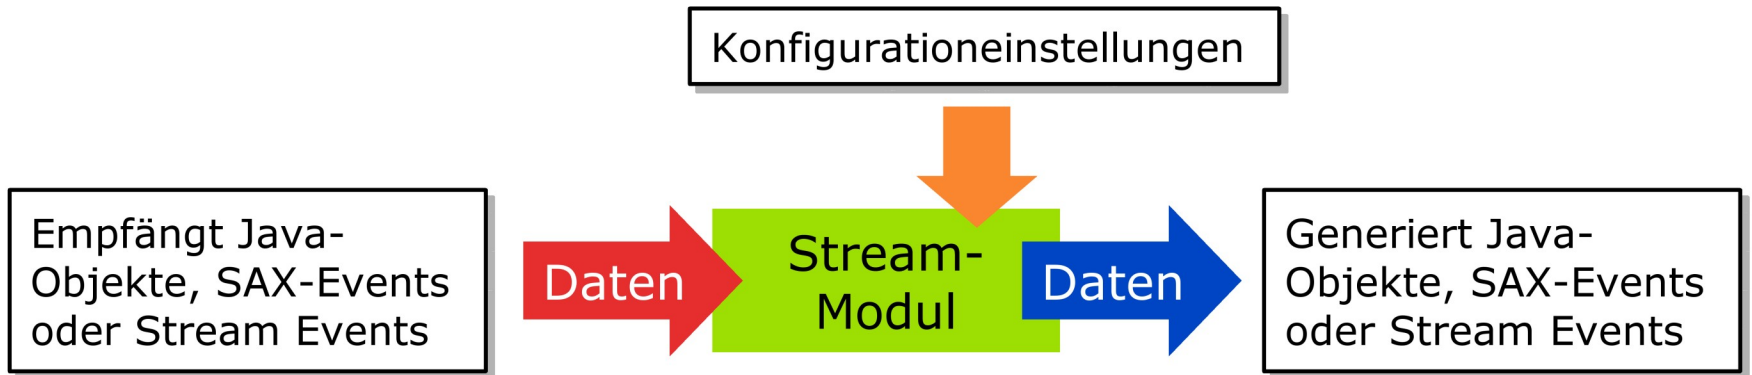 Konfigurationeinstellungen
Empfängt Java-
Objekte, SAX-Events
oder Stream Events
Daten
Stream-
Modul
Daten
Generiert Java-
Objekte, SAX-Events
oder Stream Events